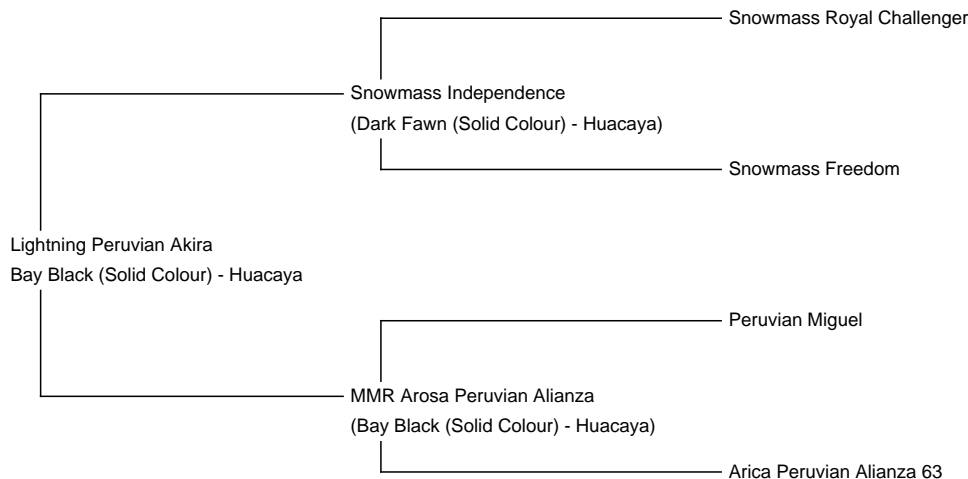 Snowmass Royal Challenger
Snowmass Independence
(Dark Fawn (Solid Colour) - Huacaya)
Snowmass Freedom
Lightning Peruvian Akira
Bay Black (Solid Colour) - Huacaya
Peruvian Miguel
MMR Arosa Peruvian Alianza
(Bay Black (Solid Colour) - Huacaya)
Arica Peruvian Alianza 63